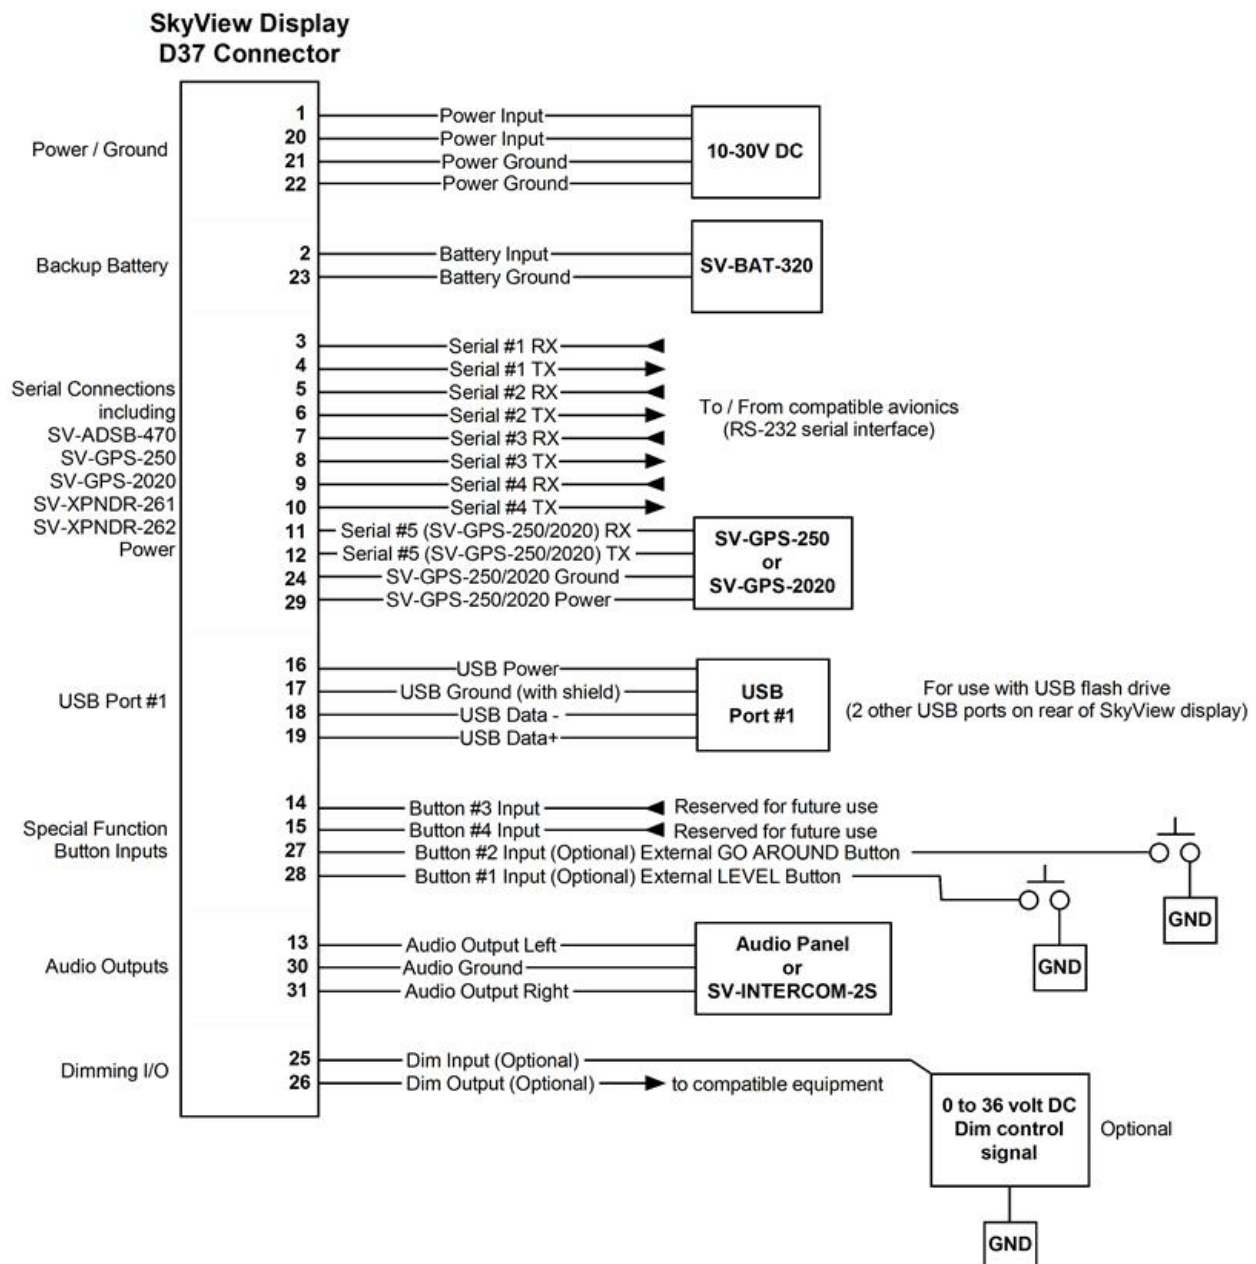 SkyView Display
D37 Connector
Power / Ground
1 Power Input
20 Power Input
21 Power Ground
22 Power Ground
10-30V DC
Backup Battery
2 Battery Input
23 Battery Ground
SV-BAT-320
Serial Connections
including
SV-ADSB-470
SV-GPS-250
SV-GPS-2020
SV-XPNDR-261
SV-XPNDR-262
Power
3 Serial #1 RX
4 Serial #1 TX
5 Serial #2 RX
6 Serial #2 TX
7 Serial #3 RX
8 Serial #3 TX
9 Serial #4 RX
10 Serial #4 TX
To / From compatible avionics
(RS-232 serial interface)
11 Serial #5 (SV-GPS-250/2020) RX
12 Serial #5 (SV-GPS-250/2020) TX
24 SV-GPS-250/2020 Ground
29 SV-GPS-250/2020 Power
SV-GPS-250
or
SV-GPS-2020
USB Port #1
16 USB Power
17 USB Ground (with shield)
18 USB Data -
19 USB Data+
USB
Port #1
For use with USB flash drive
(2 other USB ports on rear of SkyView display)
Special Function
Button Inputs
14 Button #3 Input Reserved for future use
15 Button #4 Input Reserved for future use
27 Button #2 Input (Optional) External GO AROUND Button
28 Button #1 Input (Optional) External LEVEL Button
GND
GND
Audio Outputs
13 Audio Output Left
30 Audio Ground
31 Audio Output Right
Audio Panel
or
SV-INTERCOM-2S
Dimming I/O
25 Dim Input (Optional)
26 Dim Output (Optional) to compatible equipment
0 to 36 volt DC
Dim control
signal
Optional
GND